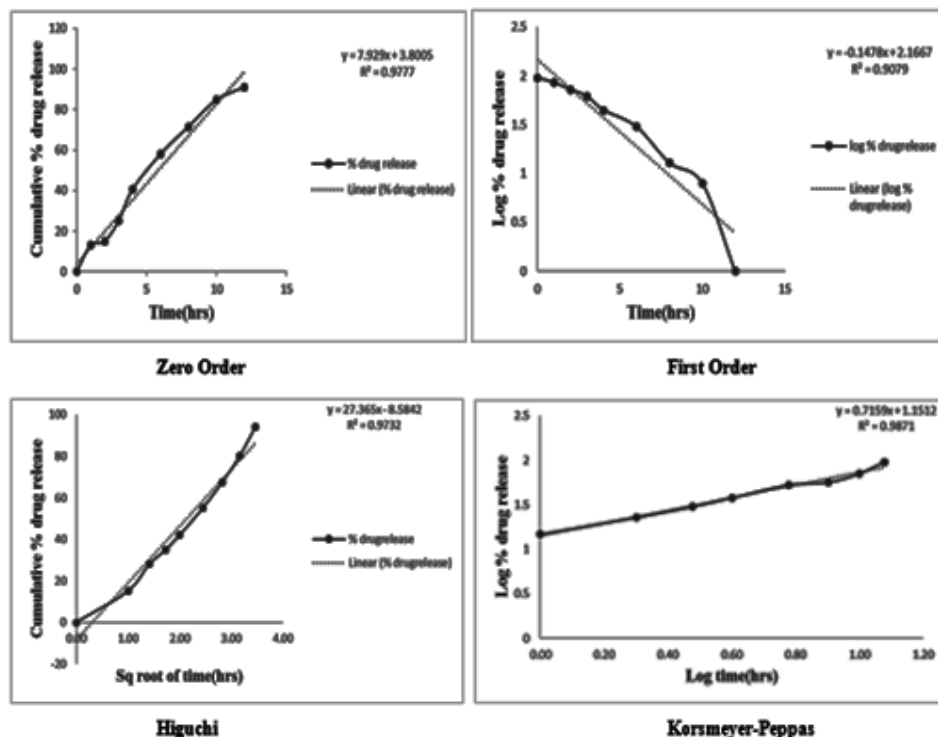 y = 7.929x + 3.8005
R² = 0.9777
Cumulative % drug release
120
100
80
60
40
20
0
0
5
10
15
Time(hrs)
% drug release
Linear (% drug release)
Zero Order
y = -0.1478x + 2.1667
R² = 0.9079
Log % drug release
2.5
2
1.5
1
0.5
0
0
5
10
15
Time(hrs)
log % drugrelease
Linear (log %
drugrelease)
First Order
y = 27.365x - 8.5842
R² = 0.9732
Cumulative % drug release
100
80
60
40
20
0
-20
0.00
1.00
2.00
3.00
4.00
Sq root of time(hrs)
% drugrelease
Linear (% drugrelease)
Higuchi
y = 0.7159x + 1.1512
R² = 0.9871
Log % drug release
2.5
2
1.5
1
0.5
0
0.00
0.20
0.40
0.60
0.80
1.00
1.20
Log time(hrs)
Korsmeyer-Peppas